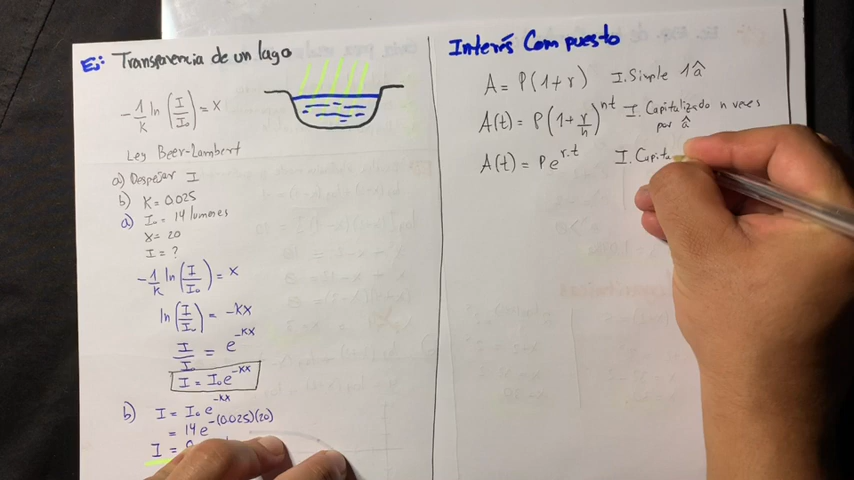 Ej: Transparencia de un lago
-1/k ln(I/I₀) = x
Ley Beer-Lambert
a) Despejar I
b) K = 0.025
a) I₀ = 14 lumenes
x = 20
I = ?
-1/k ln(I/I₀) = x
ln(I/I₀) = -kx
I/I₀ = e^-kx
I = I₀e^-kx
b) I = I₀e^-kx
= 14e^-(0.025)(20)
I =
Interés Compuesto
A = P(1+r) I. Simple 1 â
A(t) = P(1+r/n)^nt I. Capitalizado n veces
por â
A(t) = Pe^r.t I. Capita